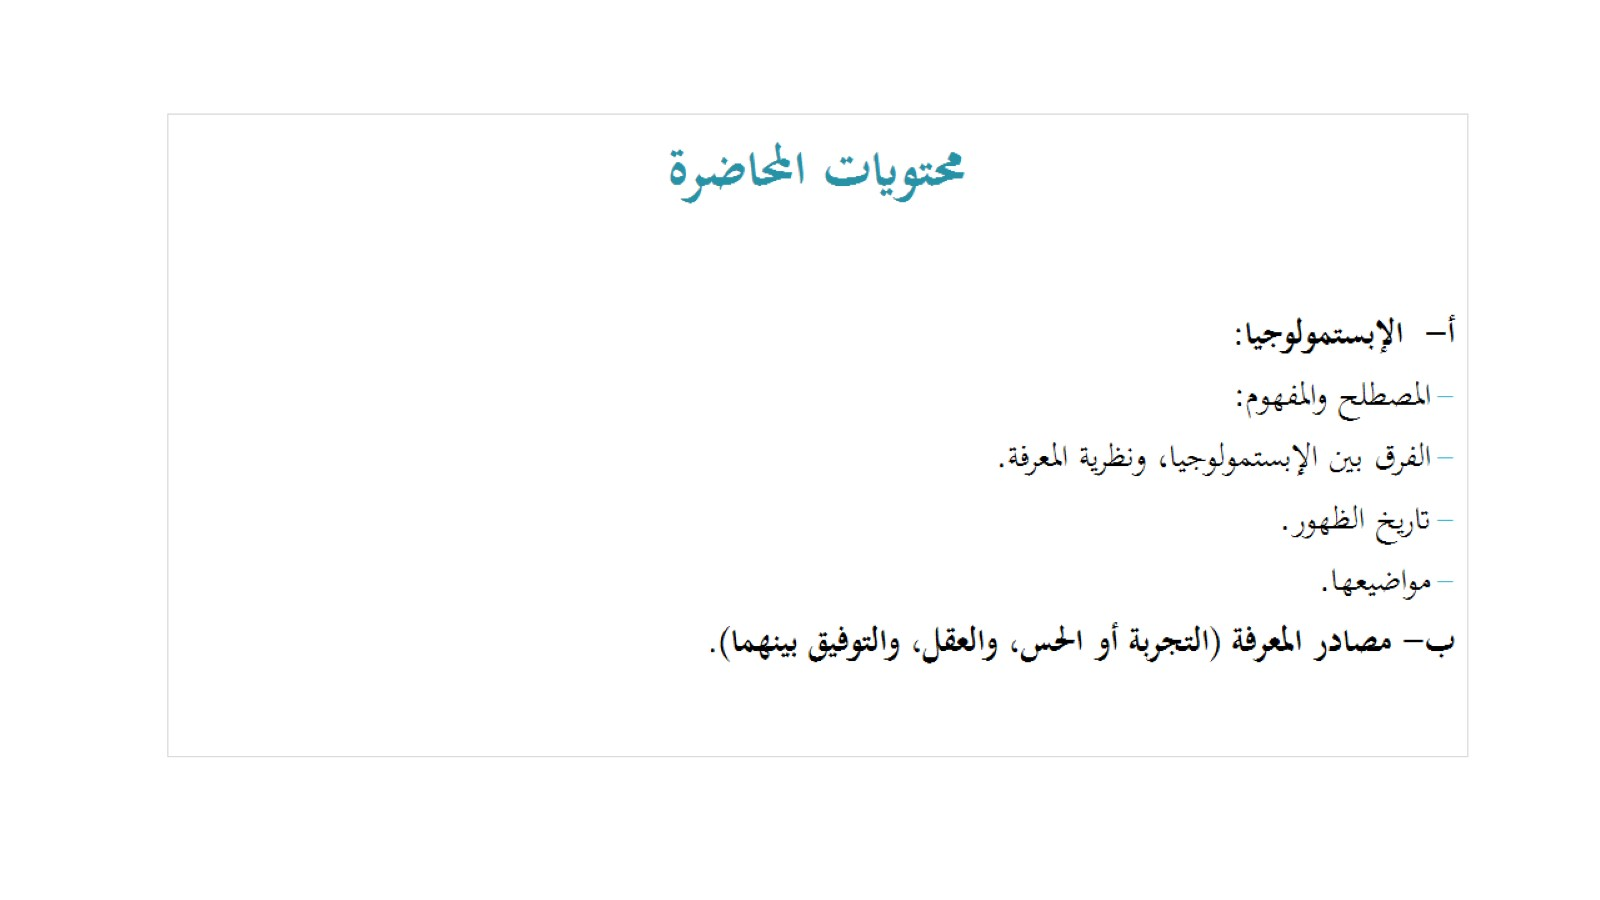 محتويات المحاضرة
أ- الإبستمولوجيا:
- المصطلح والمفهوم:
- الفرق بين الإبستمولوجيا، ونظرية المعرفة.
- تاريخ الظهور.
- مواضيعها.
ب- مصادر المعرفة (التجربة أو الحس، والعقل، والتوفيق بينهما).